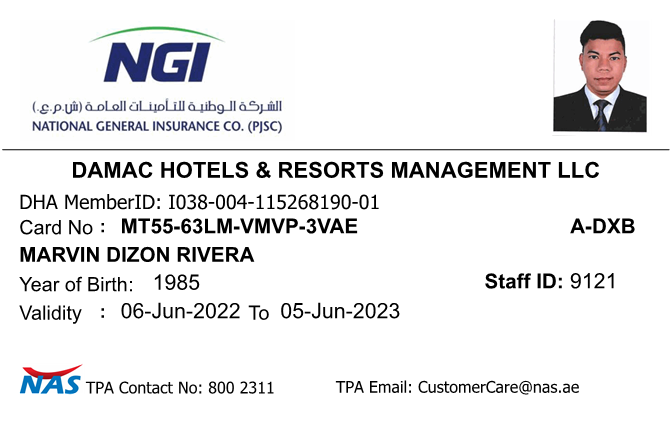 NGI
الشركة الوطنية للتأمينات العامة (ش.م.ع.)
NATIONAL GENERAL INSURANCE CO. (PJSC)
DAMAC HOTELS & RESORTS MANAGEMENT LLC
DHA MemberID: I038-004-115268190-01
Card No : MT55-63LM-VMVP-3VAE A-DXB
MARVIN DIZON RIVERA
Year of Birth: 1985 Staff ID: 9121
Validity : 06-Jun-2022 To 05-Jun-2023
NAS TPA Contact No: 800 2311 TPA Email: CustomerCare@nas.ae